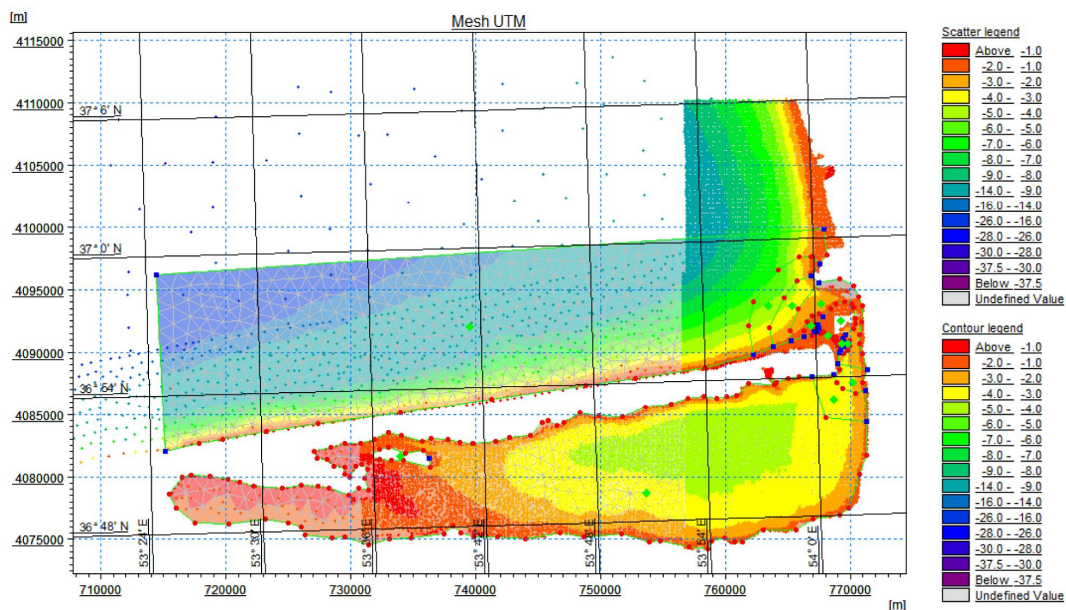 [m]
Mesh UTM
4115000
4110000
4105000
4100000
4095000
4090000
4085000
4080000
4075000
37° 6' N
37° 0' N
36° 54' N
36° 48' N
53° 24' E
53° 30' E
53° 36' E
53° 42' E
53° 48' E
53° 54' E
54° 0' E
710000 720000 730000 740000 750000 760000 770000
[m]
Scatter legend
Above -1.0
-2.0 - -1.0
-3.0 - -2.0
-4.0 - -3.0
-5.0 - -4.0
-6.0 - -5.0
-7.0 - -6.0
-8.0 - -7.0
-9.0 - -8.0
-14.0 - -9.0
-16.0 - -14.0
-26.0 - -16.0
-28.0 - -26.0
-30.0 - -28.0
-37.5 - -30.0
Below -37.5
Undefined Value
Contour legend
Above -1.0
-2.0 - -1.0
-3.0 - -2.0
-4.0 - -3.0
-5.0 - -4.0
-6.0 - -5.0
-7.0 - -6.0
-8.0 - -7.0
-9.0 - -8.0
-14.0 - -9.0
-16.0 - -14.0
-26.0 - -16.0
-28.0 - -26.0
-30.0 - -28.0
-37.5 - -30.0
Below -37.5
Undefined Value